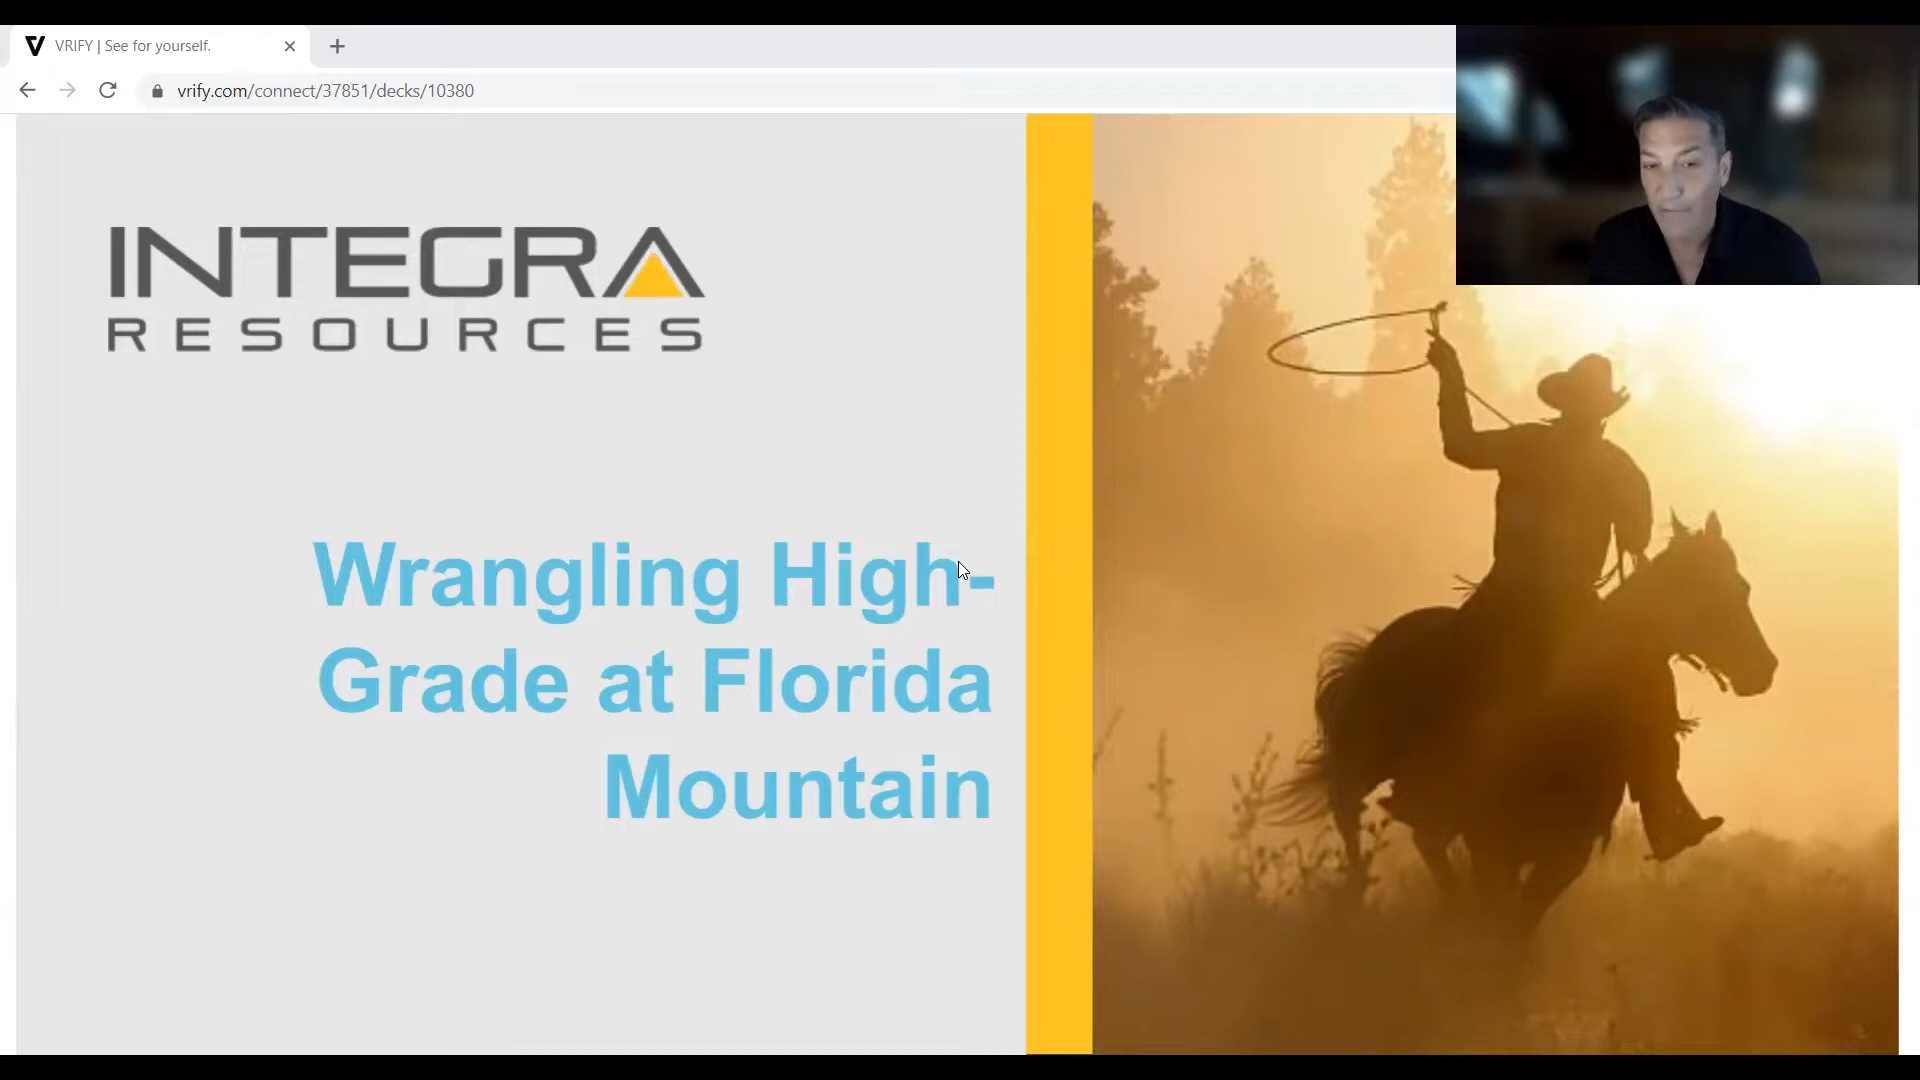 VRIFY | See for yourself.
vrify.com/connect/37851/decks/10380
INTEGRA
RESOURCES
Wrangling High-
Grade at Florida
Mountain